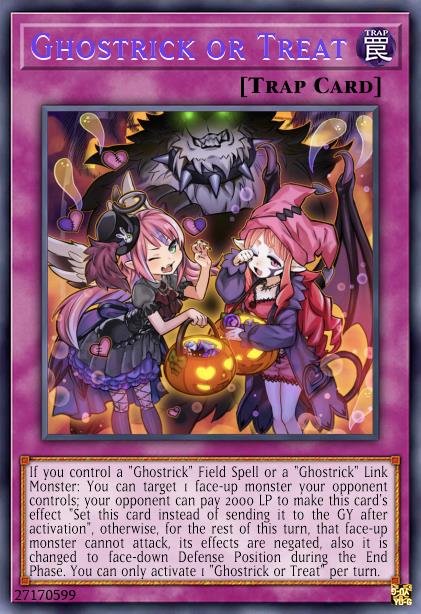 Ghostrick or Treat
TRAP
罠
[Trap Card]
If you control a "Ghostrick" Field Spell or a "Ghostrick" Link
Monster: You can target 1 face-up monster your opponent
controls; your opponent can pay 2000 LP to make this card's
effect "Set this card instead of sending it to the GY after
activation", otherwise, for the rest of this turn, that face-up
monster cannot attack, its effects are negated, also it is
changed to face-down Defense Position during the End
Phase. You can only activate 1 "Ghostrick or Treat" per turn.
27170599